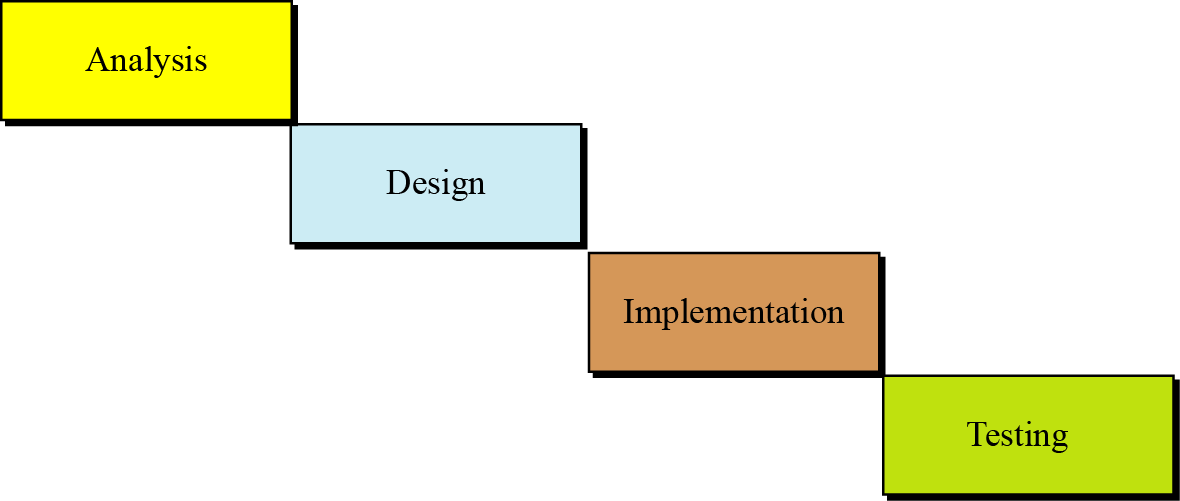 Analysis
Design
Implementation
Testing